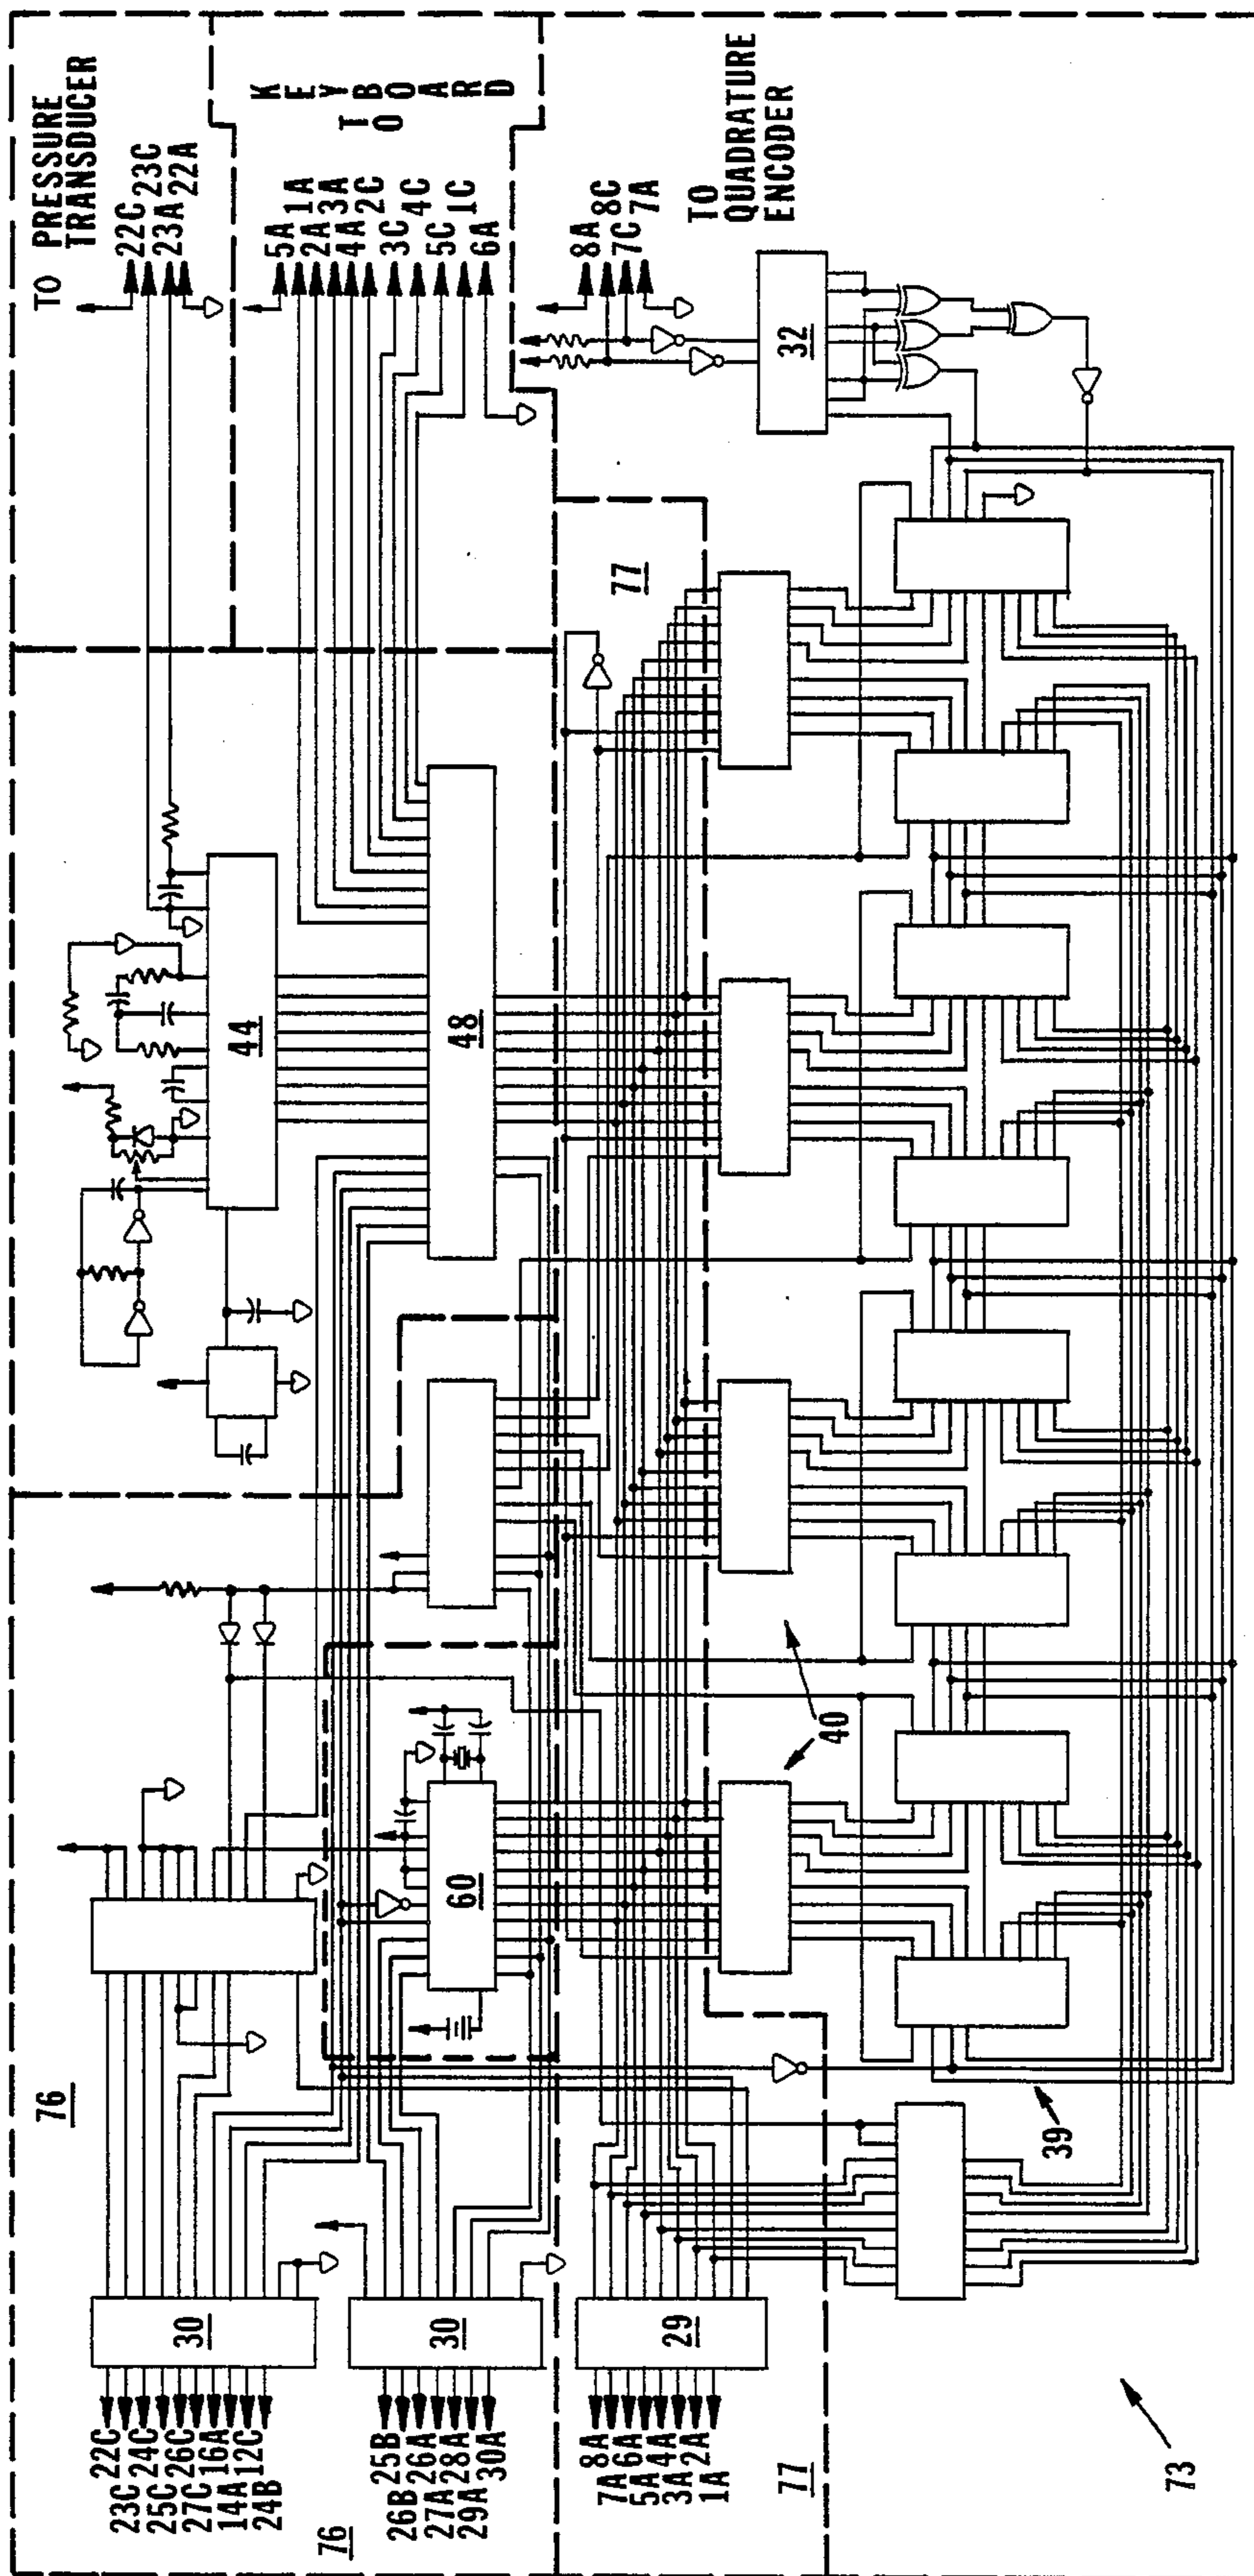 TO PRESSURE
TRANSDUCER
22C
23C
23A
22A
TO
KEYBOARD
5A
1A
2A
3A
4A
2C
3C
4C
5C
1C
6A
8A
8C
7C
7A
TO
QUADRATURE
ENCODER
32
44
48
77
76
60
40
30
22C
23C
24C
25C
26C
27C
16A
14A
12C
24B
30
25B
26B
26A
27A
28A
29A
30A
76
29
8A
7A
6A
5A
4A
3A
2A
1A
77
39
73